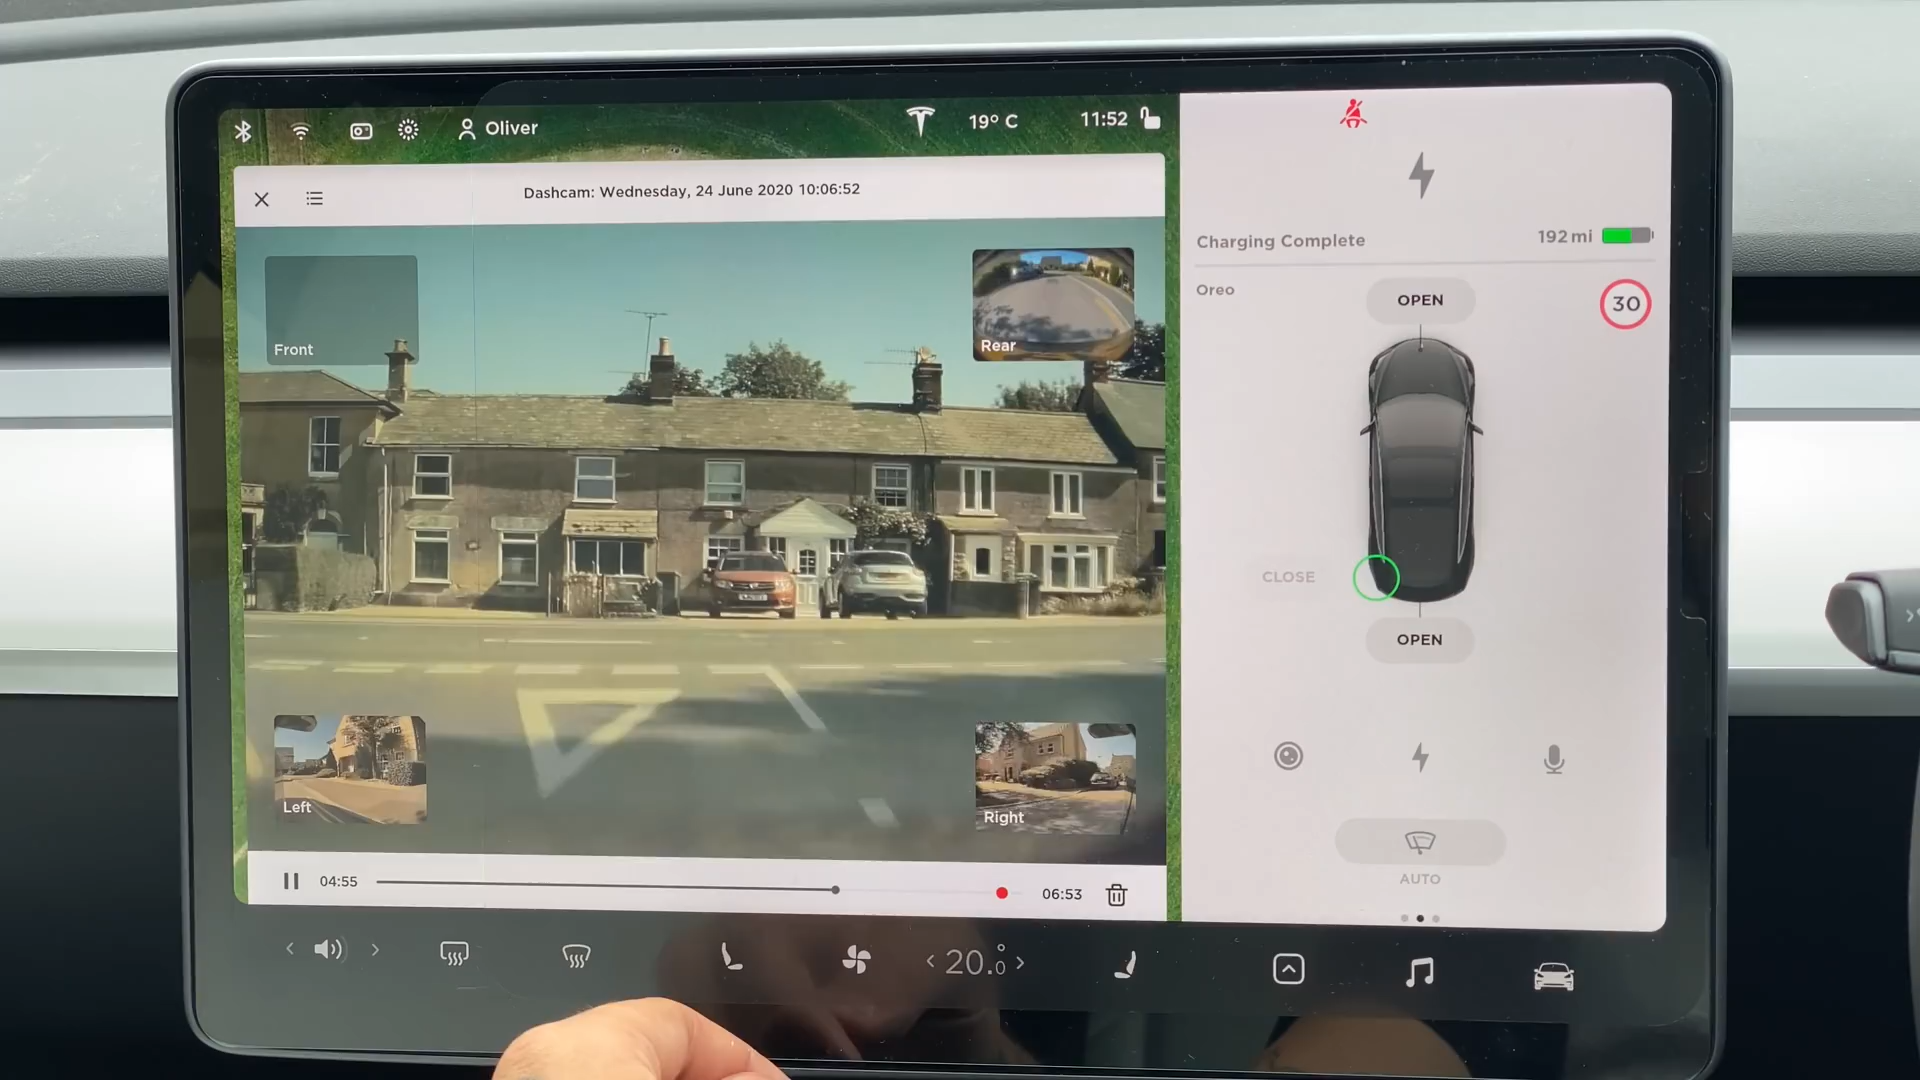 Oliver
19° C
11:52
Dashcam: Wednesday, 24 June 2020 10:06:52
Front
Rear
Left
Right
04:55
06:53
Charging Complete
192 mi
Oreo
30
OPEN
CLOSE
OPEN
AUTO
20.0